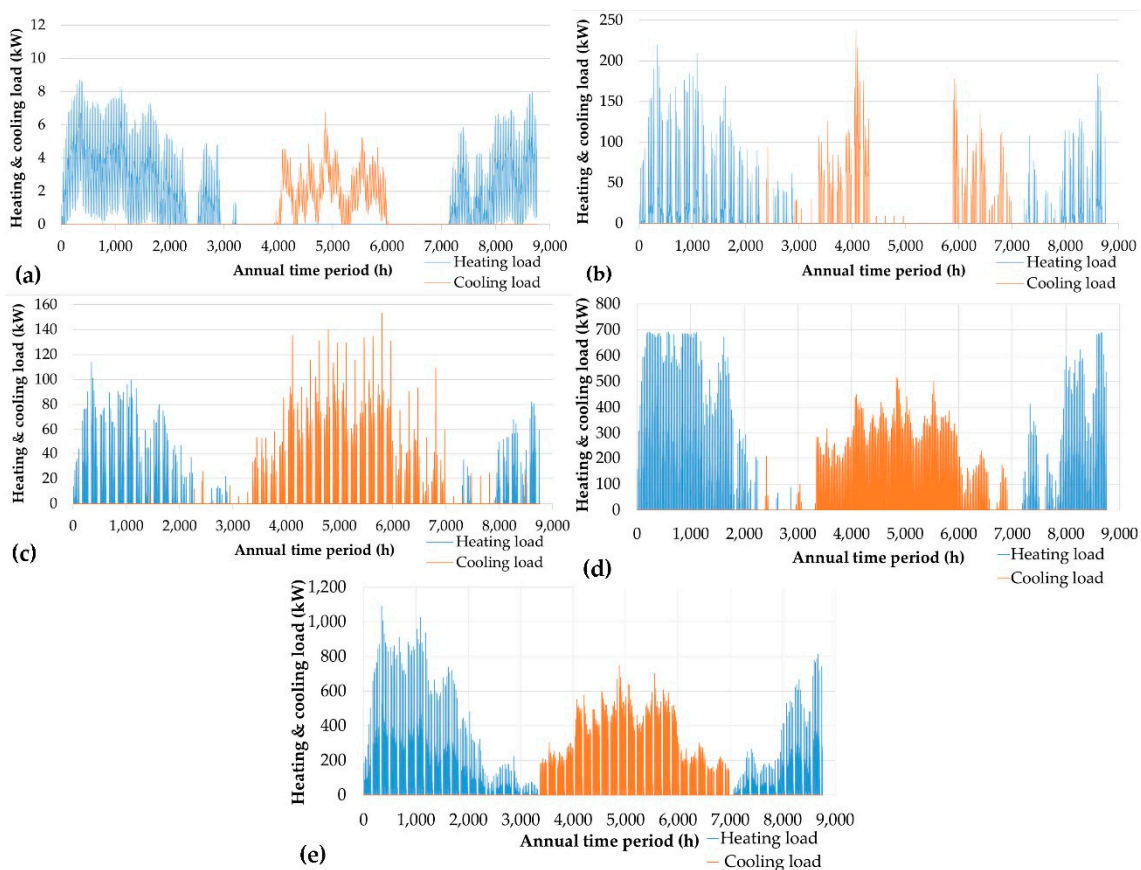 Heating & cooling load (kW)
12
10
8
6
4
2
0
0 1,000 2,000 3,000 4,000 5,000 6,000 7,000 8,000 9,000
Annual time period (h)
Heating load
Cooling load
(a)
Heating & cooling load (kW)
250
200
150
100
50
0
0 1,000 2,000 3,000 4,000 5,000 6,000 7,000 8,000 9,000
Annual time period (h)
Heating load
Cooling load
(b)
Heating & cooling load (kW)
160
140
120
100
80
60
40
20
0
0 1,000 2,000 3,000 4,000 5,000 6,000 7,000 8,000 9,000
Annual time period (h)
Heating load
Cooling load
(c)
Heating & cooling load (kW)
800
700
600
500
400
300
200
100
0
0 1,000 2,000 3,000 4,000 5,000 6,000 7,000 8,000 9,000
Annual time period (h)
Heating load
Cooling load
(d)
Heating & cooling load (kW)
1,200
1,000
800
600
400
200
0
0 1,000 2,000 3,000 4,000 5,000 6,000 7,000 8,000 9,000
Annual time period (h)
Heating load
Cooling load
(e)